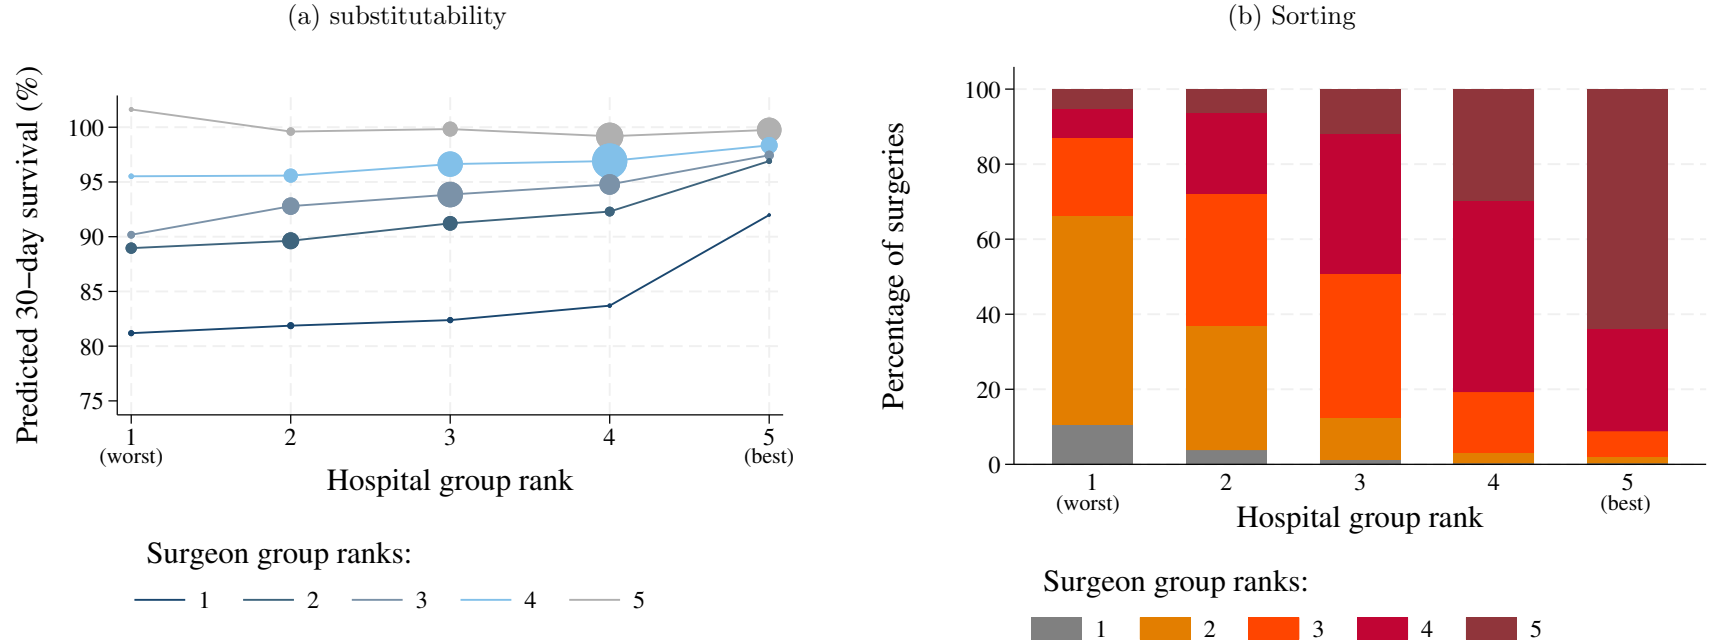 (a) substitutability
Predicted 30−day survival (%)
100
95
90
85
80
75
1
(worst)
2
3
4
5
(best)
Hospital group rank
Surgeon group ranks:
1 2 3 4 5
(b) Sorting
Percentage of surgeries
100
80
60
40
20
0
1
(worst)
2
3
4
5
(best)
Hospital group rank
Surgeon group ranks:
1 2 3 4 5